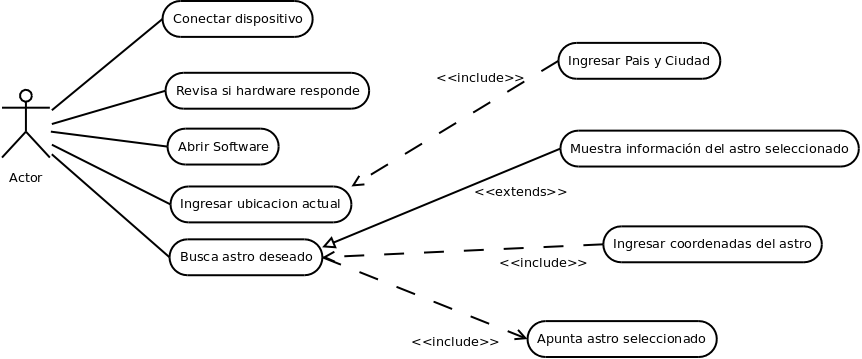 Conectar dispositivo
Ingresar Pais y Ciudad
<<include>>
Revisa si hardware responde
Abrir Software
Muestra información del astro seleccionado
Actor
<<extends>>
Ingresar ubicacion actual
Ingresar coordenadas del astro
Busca astro deseado
<<include>>
Apunta astro seleccionado
<<include>>